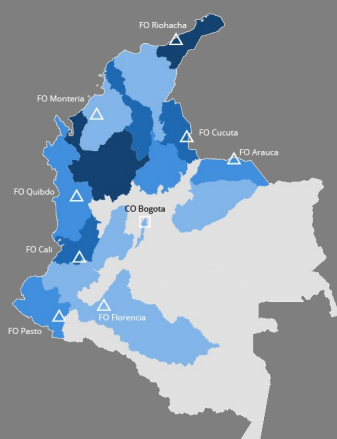 FO Riohacha
FO Monteria
FO Cucuta
FO Arauca
FO Quibdo
CO Bogota
FO Cali
FO Florencia
FO Pasto